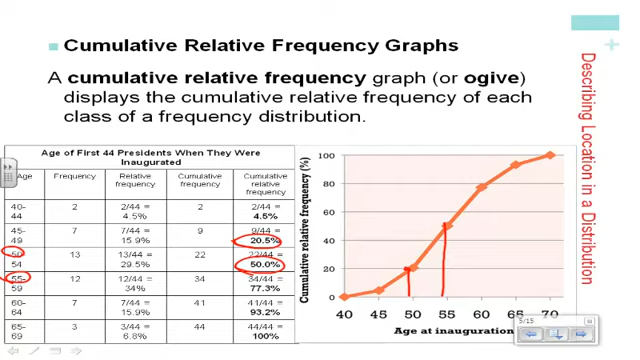 Cumulative Relative Frequency Graphs
A cumulative relative frequency graph (or ogive)
displays the cumulative relative frequency of each
class of a frequency distribution.
Age of First 44 Presidents When They Were
Inaugurated
Age Frequency Relative frequency Cumulative frequency Cumulative relative frequency
40-44 2 2/44 = 4.5% 2 2/44 = 4.5%
45-49 7 7/44 = 15.9% 9 9/44 = 20.5%
50-54 13 13/44 = 29.5% 22 22/44 = 50.0%
55-59 12 12/44 = 34% 34 34/44 = 77.3%
60-64 7 7/44 = 15.9% 41 41/44 = 93.2%
65-69 3 3/44 = 6.8% 44 44/44 = 100%
Cumulative relative frequency (%)
100
80
60
40
20
0
40 45 50 55 60 65 70
Age at inauguration
5/15
Describing Location in a Distribution